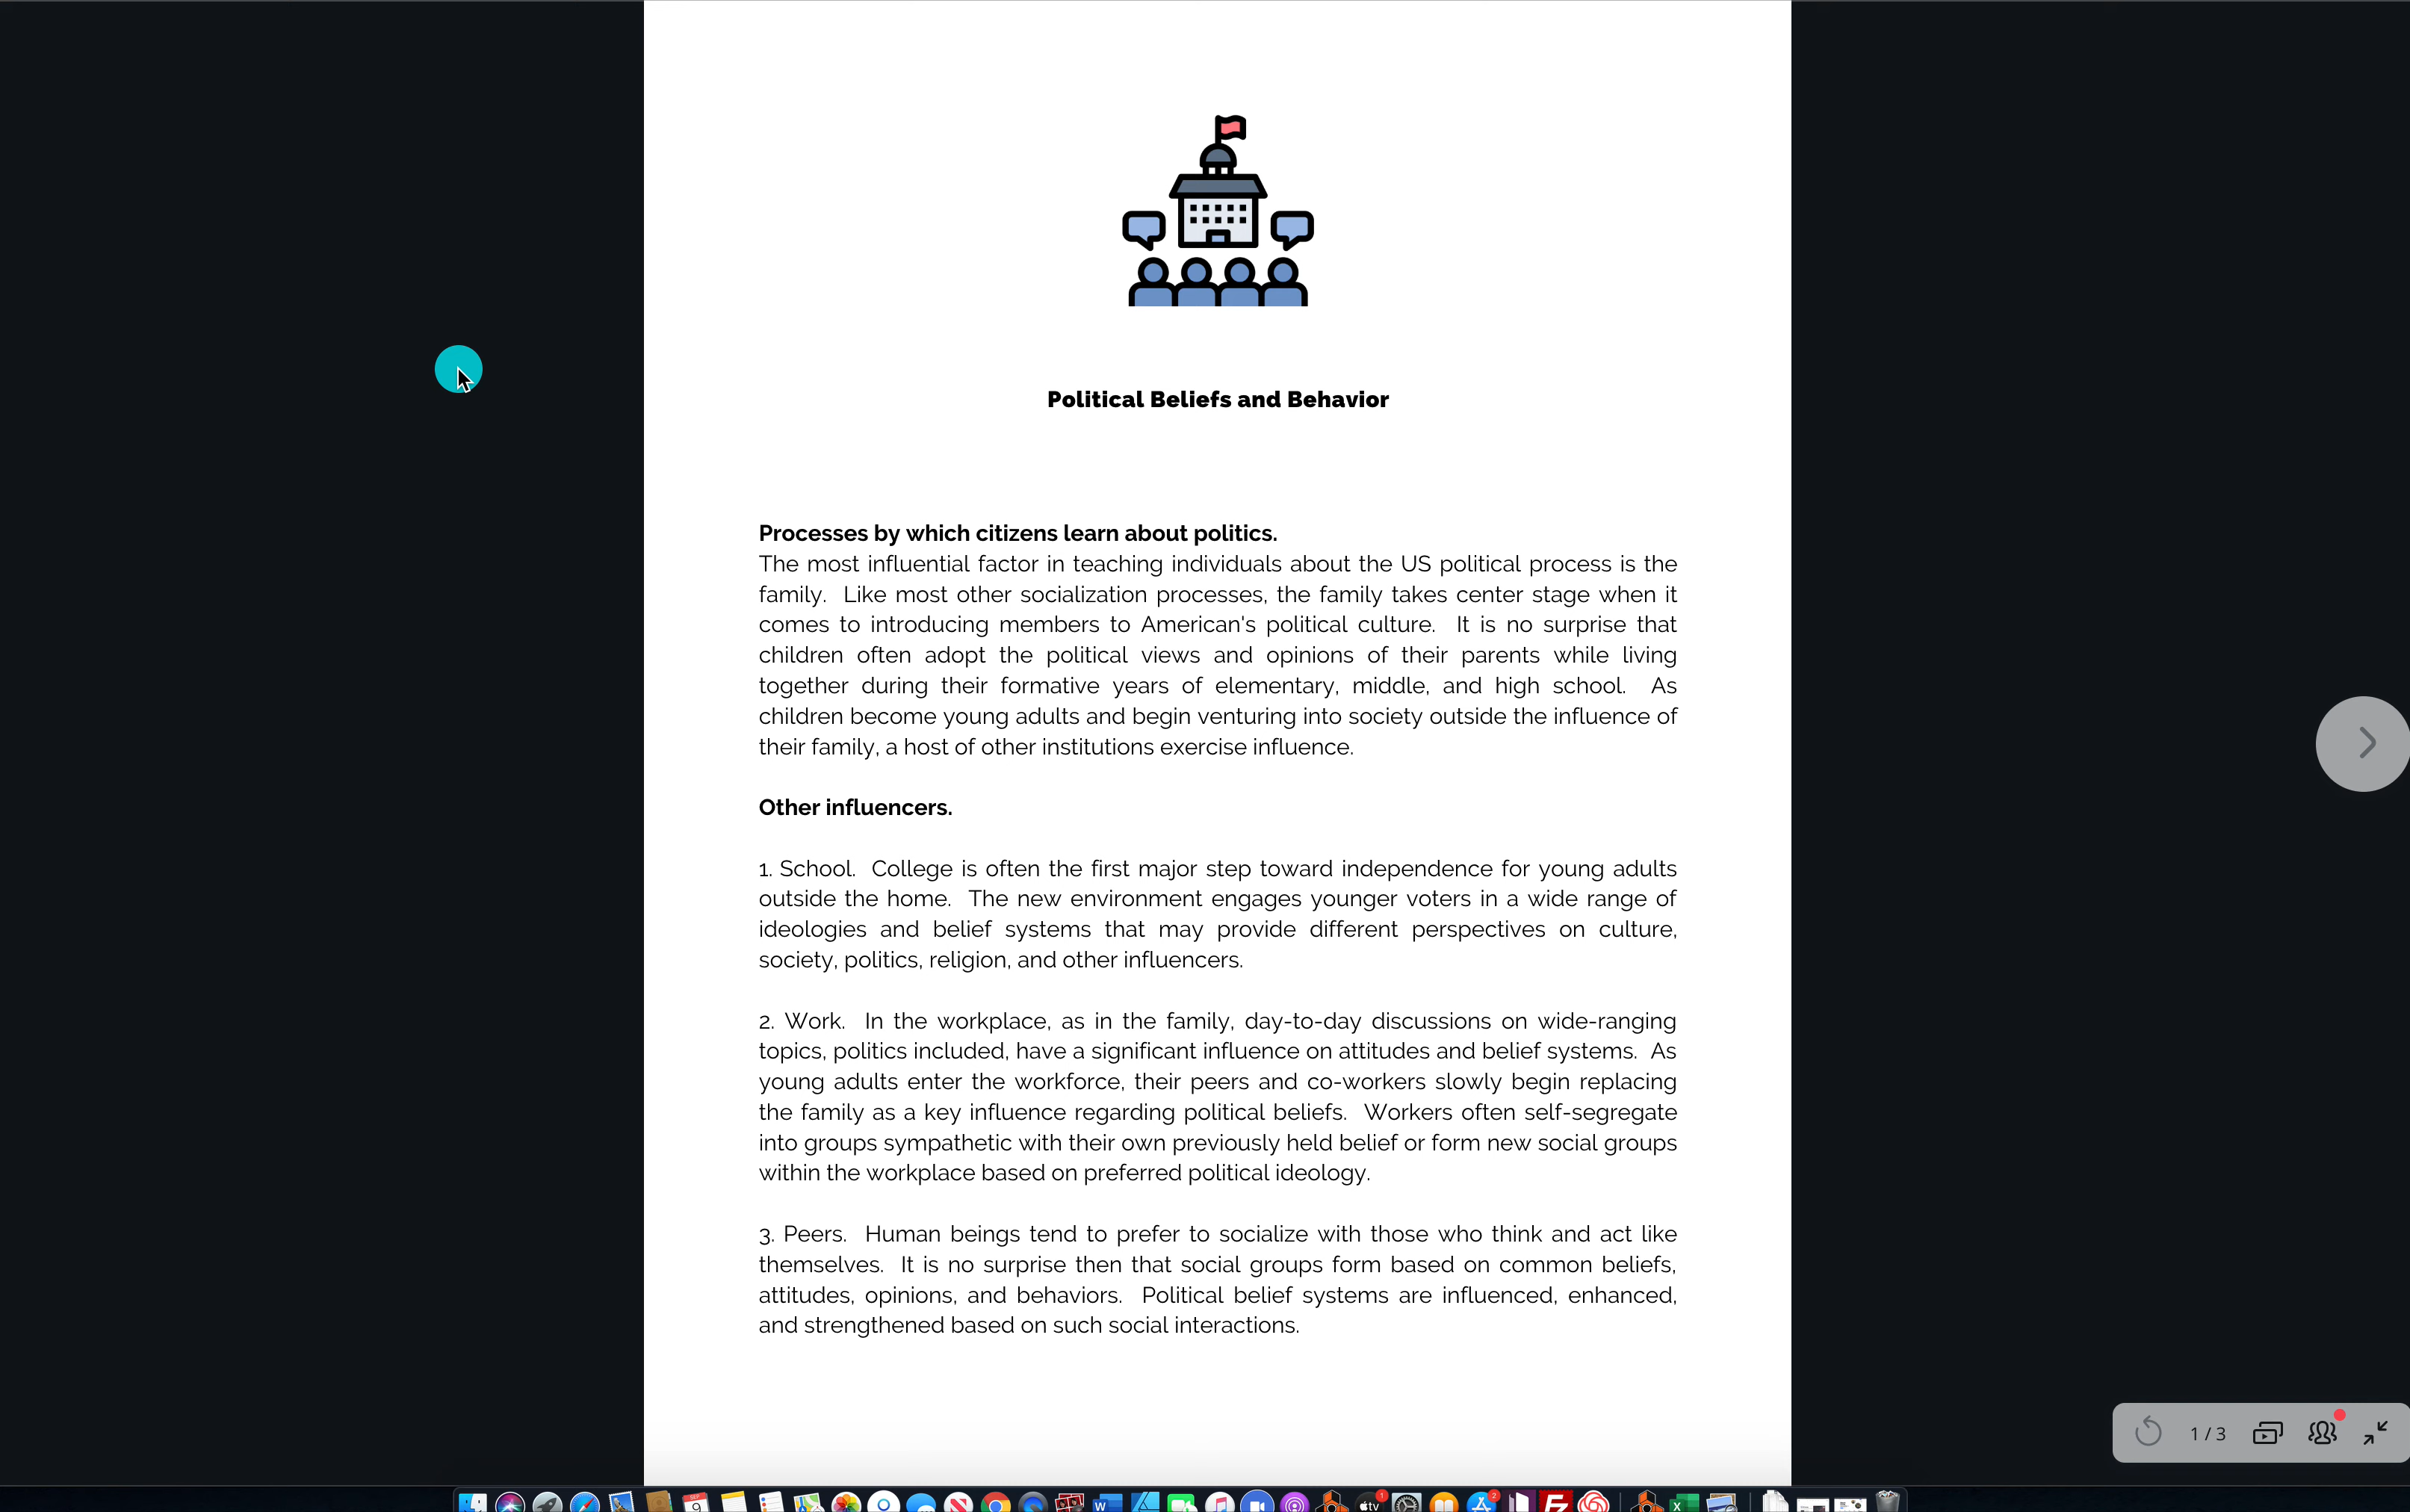 Political Beliefs and Behavior
Processes by which citizens learn about politics.
The most influential factor in teaching individuals about the US political process is the
family. Like most other socialization processes, the family takes center stage when it
comes to introducing members to American's political culture. It is no surprise that
children often adopt the political views and opinions of their parents while living
together during their formative years of elementary, middle, and high school. As
children become young adults and begin venturing into society outside the influence of
their family, a host of other institutions exercise influence.
Other influencers.
1. School. College is often the first major step toward independence for young adults
outside the home. The new environment engages younger voters in a wide range of
ideologies and belief systems that may provide different perspectives on culture,
society, politics, religion, and other influencers.
2. Work. In the workplace, as in the family, day-to-day discussions on wide-ranging
topics, politics included, have a significant influence on attitudes and belief systems. As
young adults enter the workforce, their peers and co-workers slowly begin replacing
the family as a key influence regarding political beliefs. Workers often self-segregate
into groups sympathetic with their own previously held belief or form new social groups
within the workplace based on preferred political ideology.
3. Peers. Human beings tend to prefer to socialize with those who think and act like
themselves. It is no surprise then that social groups form based on common beliefs,
attitudes, opinions, and behaviors. Political belief systems are influenced, enhanced,
and strengthened based on such social interactions.
1 / 3